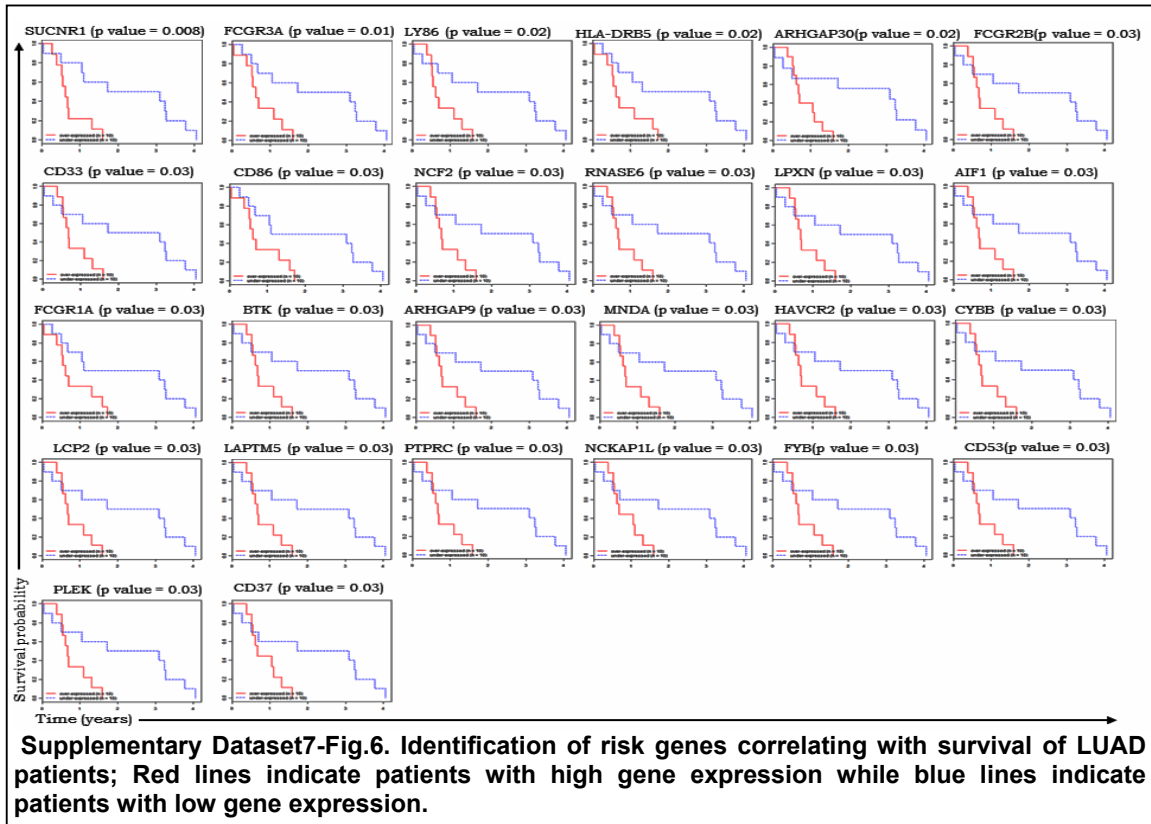 SUCNR1 (p value = 0.008) FCGR3A (p value = 0.01) LY86 (p value = 0.02) HLA-DRB5 (p value = 0.02) ARHGAP30(p value = 0.02) FCGR2B(p value = 0.03)
CD33 (p value = 0.03) CD86 (p value = 0.03) NCF2 (p value = 0.03) RNASE6 (p value = 0.03) LPXN (p value = 0.03) AIF1 (p value = 0.03)
FCGR1A (p value = 0.03) BTK (p value = 0.03) ARHGAP9 (p value = 0.03) MNDA (p value = 0.03) HAVCR2 (p value = 0.03) CYBB (p value = 0.03)
LCP2 (p value = 0.03) LAPTM5 (p value = 0.03) PTPRC (p value = 0.03) NCKAP1L (p value = 0.03) FYB(p value = 0.03) CD53(p value = 0.03)
PLEK (p value = 0.03) CD37 (p value = 0.03)
Survival probability
Time (years)
Supplementary Dataset7-Fig.6. Identification of risk genes correlating with survival of LUAD
patients; Red lines indicate patients with high gene expression while blue lines indicate
patients with low gene expression.